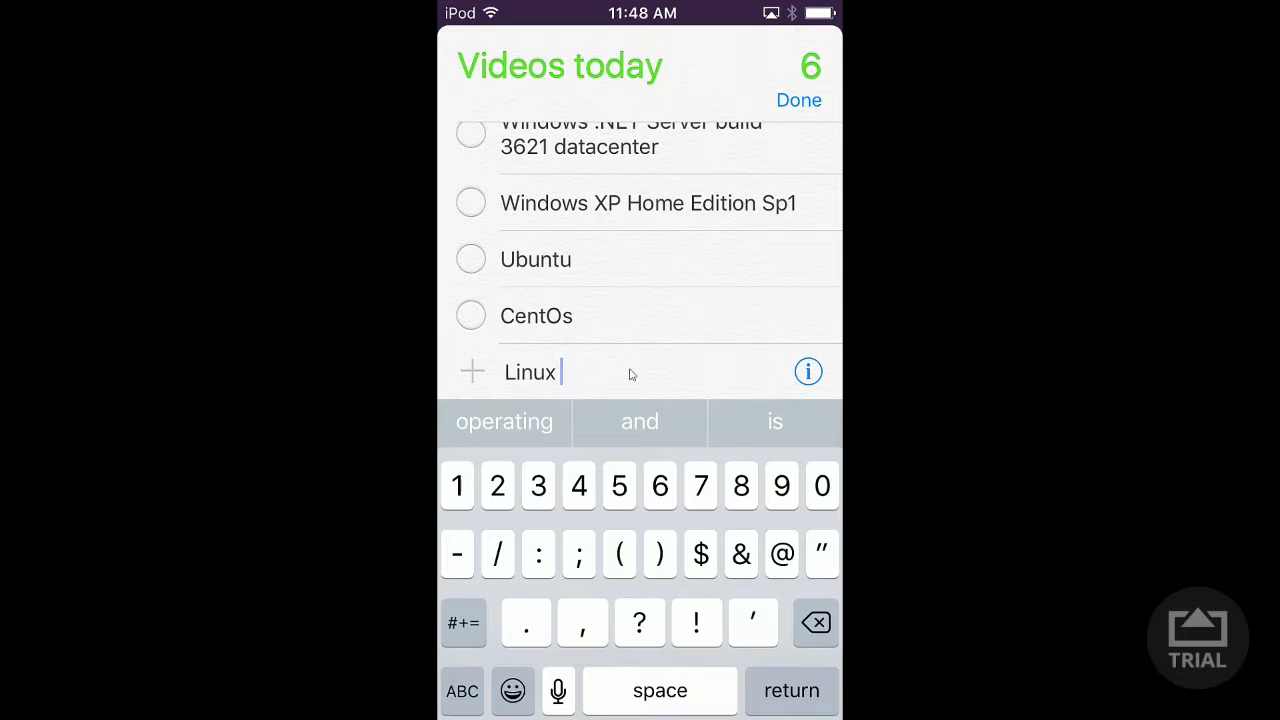 iPod 11:48 AM
Videos today 6
Done
Windows .NET Server build
3621 datacenter
Windows XP Home Edition Sp1
Ubuntu
CentOs
Linux
operating and is
1 2 3 4 5 6 7 8 9 0
- / : ; ( ) $ & @ "
#+= . , ? ! '
ABC space return
TRIAL